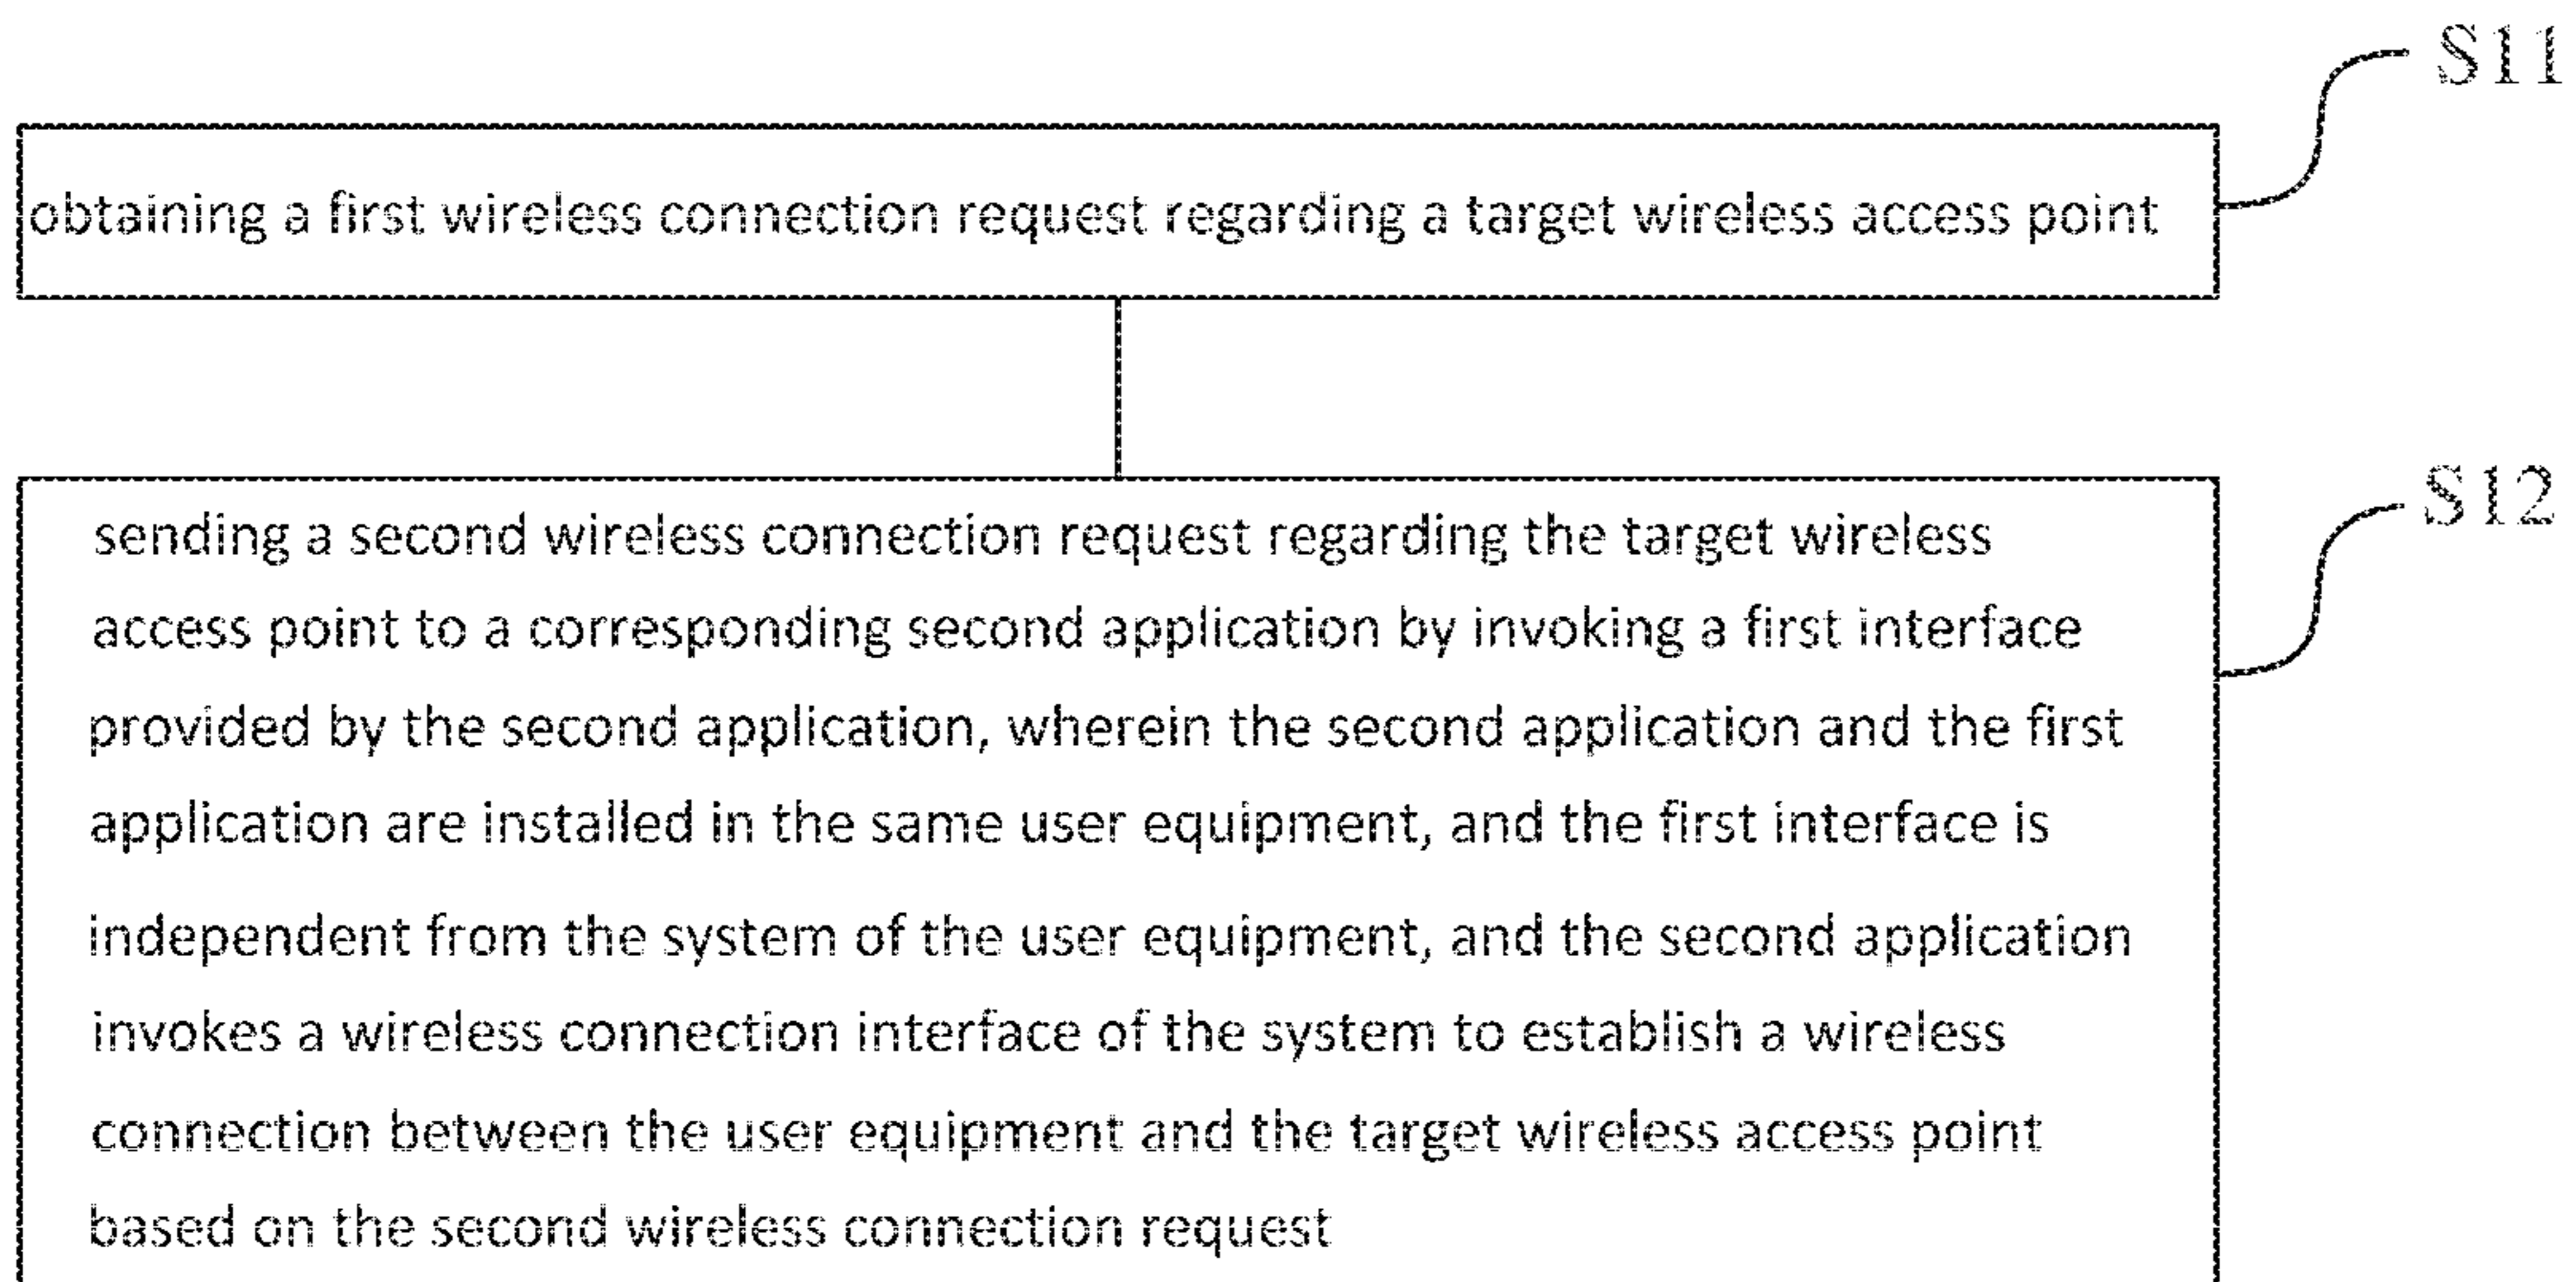 S11
obtaining a first wireless connection request regarding a target wireless access point
S12
sending a second wireless connection request regarding the target wireless
access point to a corresponding second application by invoking a first interface
provided by the second application, wherein the second application and the first
application are installed in the same user equipment, and the first interface is
independent from the system of the user equipment, and the second application
invokes a wireless connection interface of the system to establish a wireless
connection between the user equipment and the target wireless access point
based on the second wireless connection request